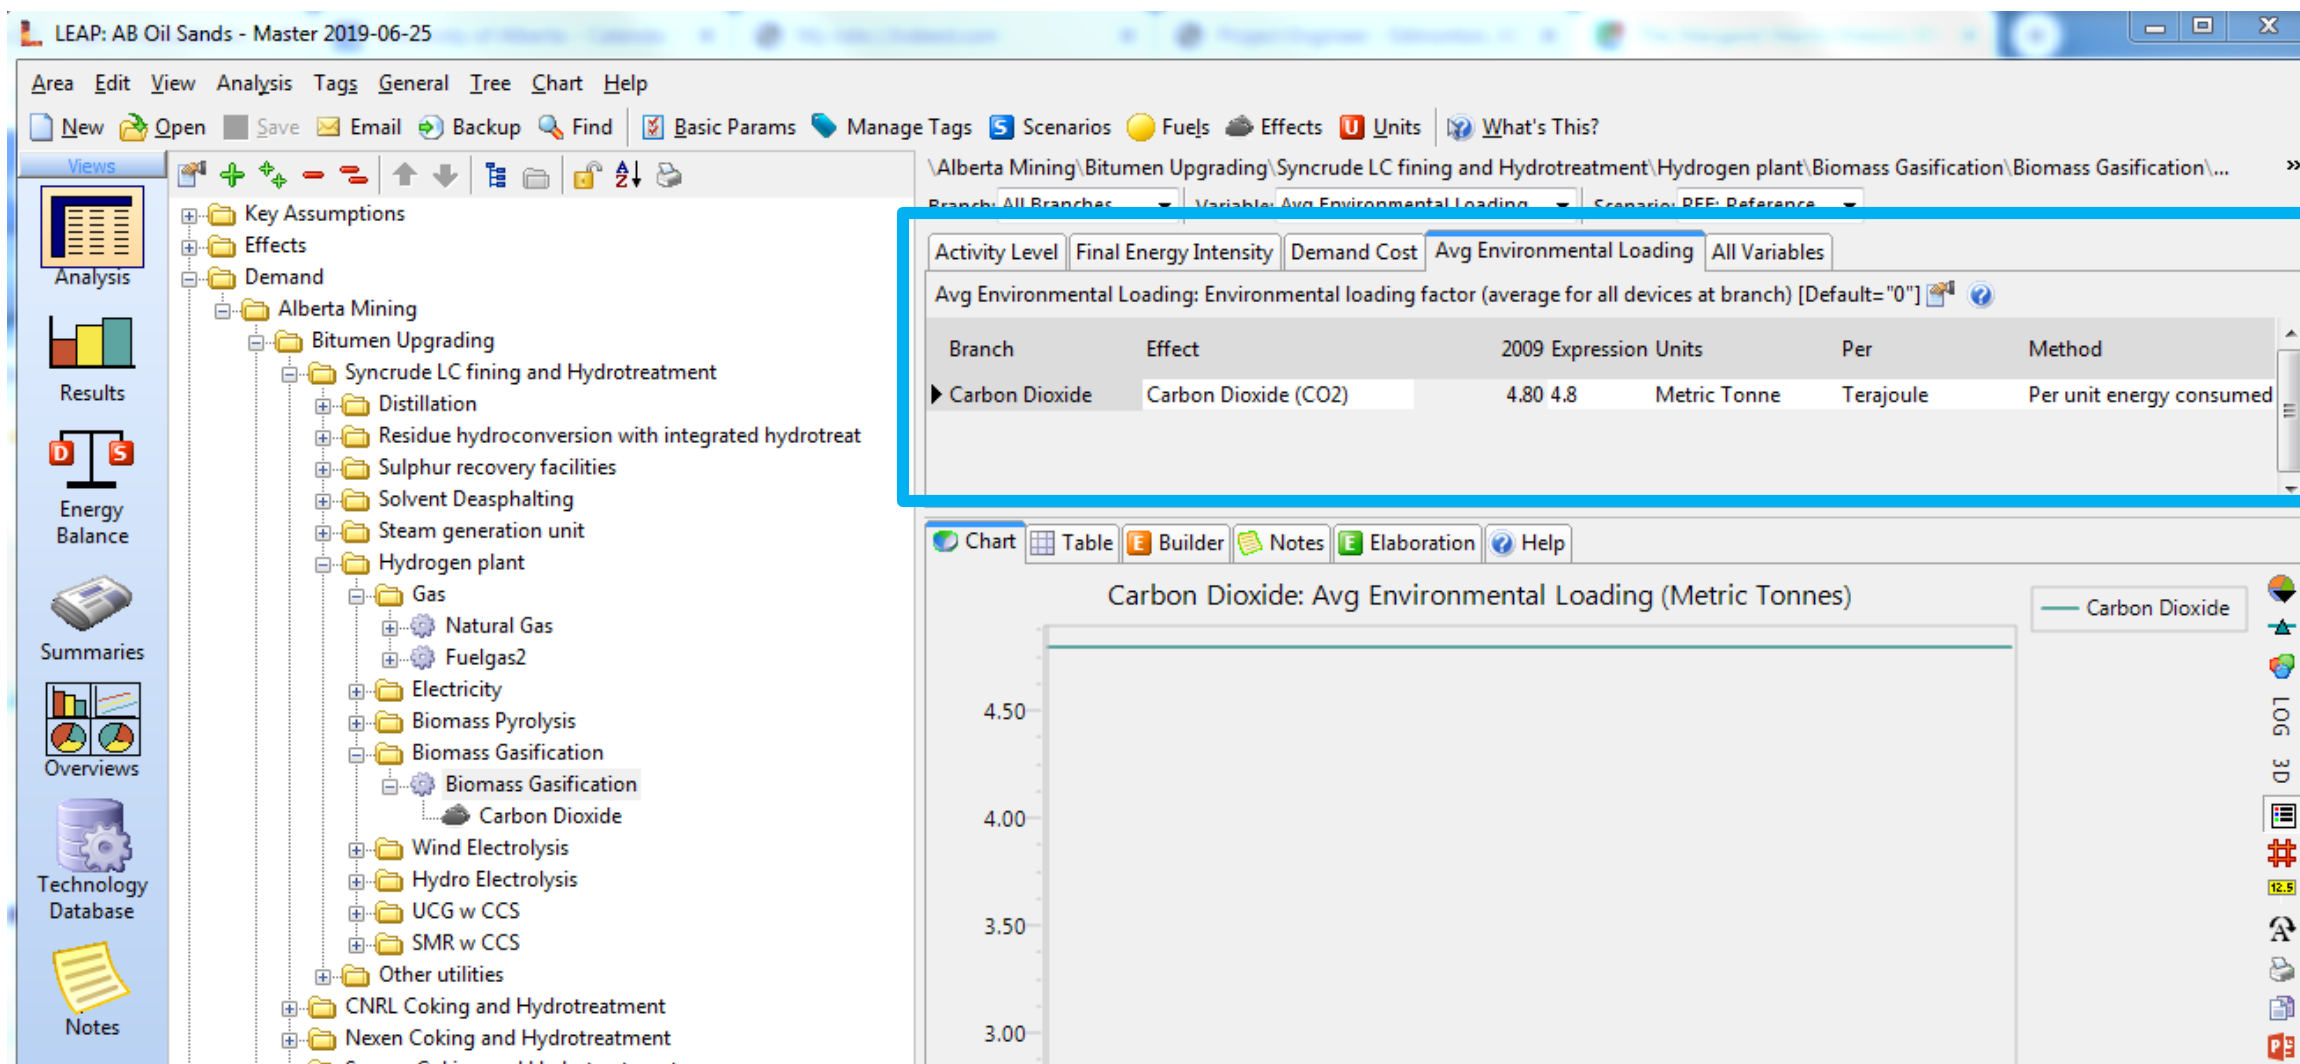 LEAP: AB Oil Sands - Master 2019-06-25
Area Edit View Analysis Tags General Tree Chart Help
New Open Save Email Backup Find Basic Params Manage Tags S Scenarios Fuels Effects U Units What's This?
Views
Analysis
Results
D S
Energy
Balance
Summaries
Overviews
Technology
Database
Notes
Key Assumptions
Effects
Demand
Alberta Mining
Bitumen Upgrading
Syncrude LC fining and Hydrotreatment
Distillation
Residue hydroconversion with integrated hydrotreat
Sulphur recovery facilities
Solvent Deasphalting
Steam generation unit
Hydrogen plant
Gas
Natural Gas
Fuelgas2
Electricity
Biomass Pyrolysis
Biomass Gasification
Biomass Gasification
Carbon Dioxide
Wind Electrolysis
Hydro Electrolysis
UCG w CCS
SMR w CCS
Other utilities
CNRL Coking and Hydrotreatment
Nexen Coking and Hydrotreatment
\Alberta Mining\Bitumen Upgrading\Syncrude LC fining and Hydrotreatment\Hydrogen plant\Biomass Gasification\Biomass Gasification\... »
Branch: All Branches Variable: Avg Environmental Loading Scenario: REF: Reference
Activity Level Final Energy Intensity Demand Cost Avg Environmental Loading All Variables
Avg Environmental Loading: Environmental loading factor (average for all devices at branch) [Default="0"]
Branch Effect 2009 Expression Units Per Method
Carbon Dioxide Carbon Dioxide (CO2) 4.80 4.8 Metric Tonne Terajoule Per unit energy consumed
Chart Table E Builder Notes E Elaboration Help
Carbon Dioxide: Avg Environmental Loading (Metric Tonnes)
Carbon Dioxide
4.50
4.00
3.50
3.00
LOG
3D
12.5